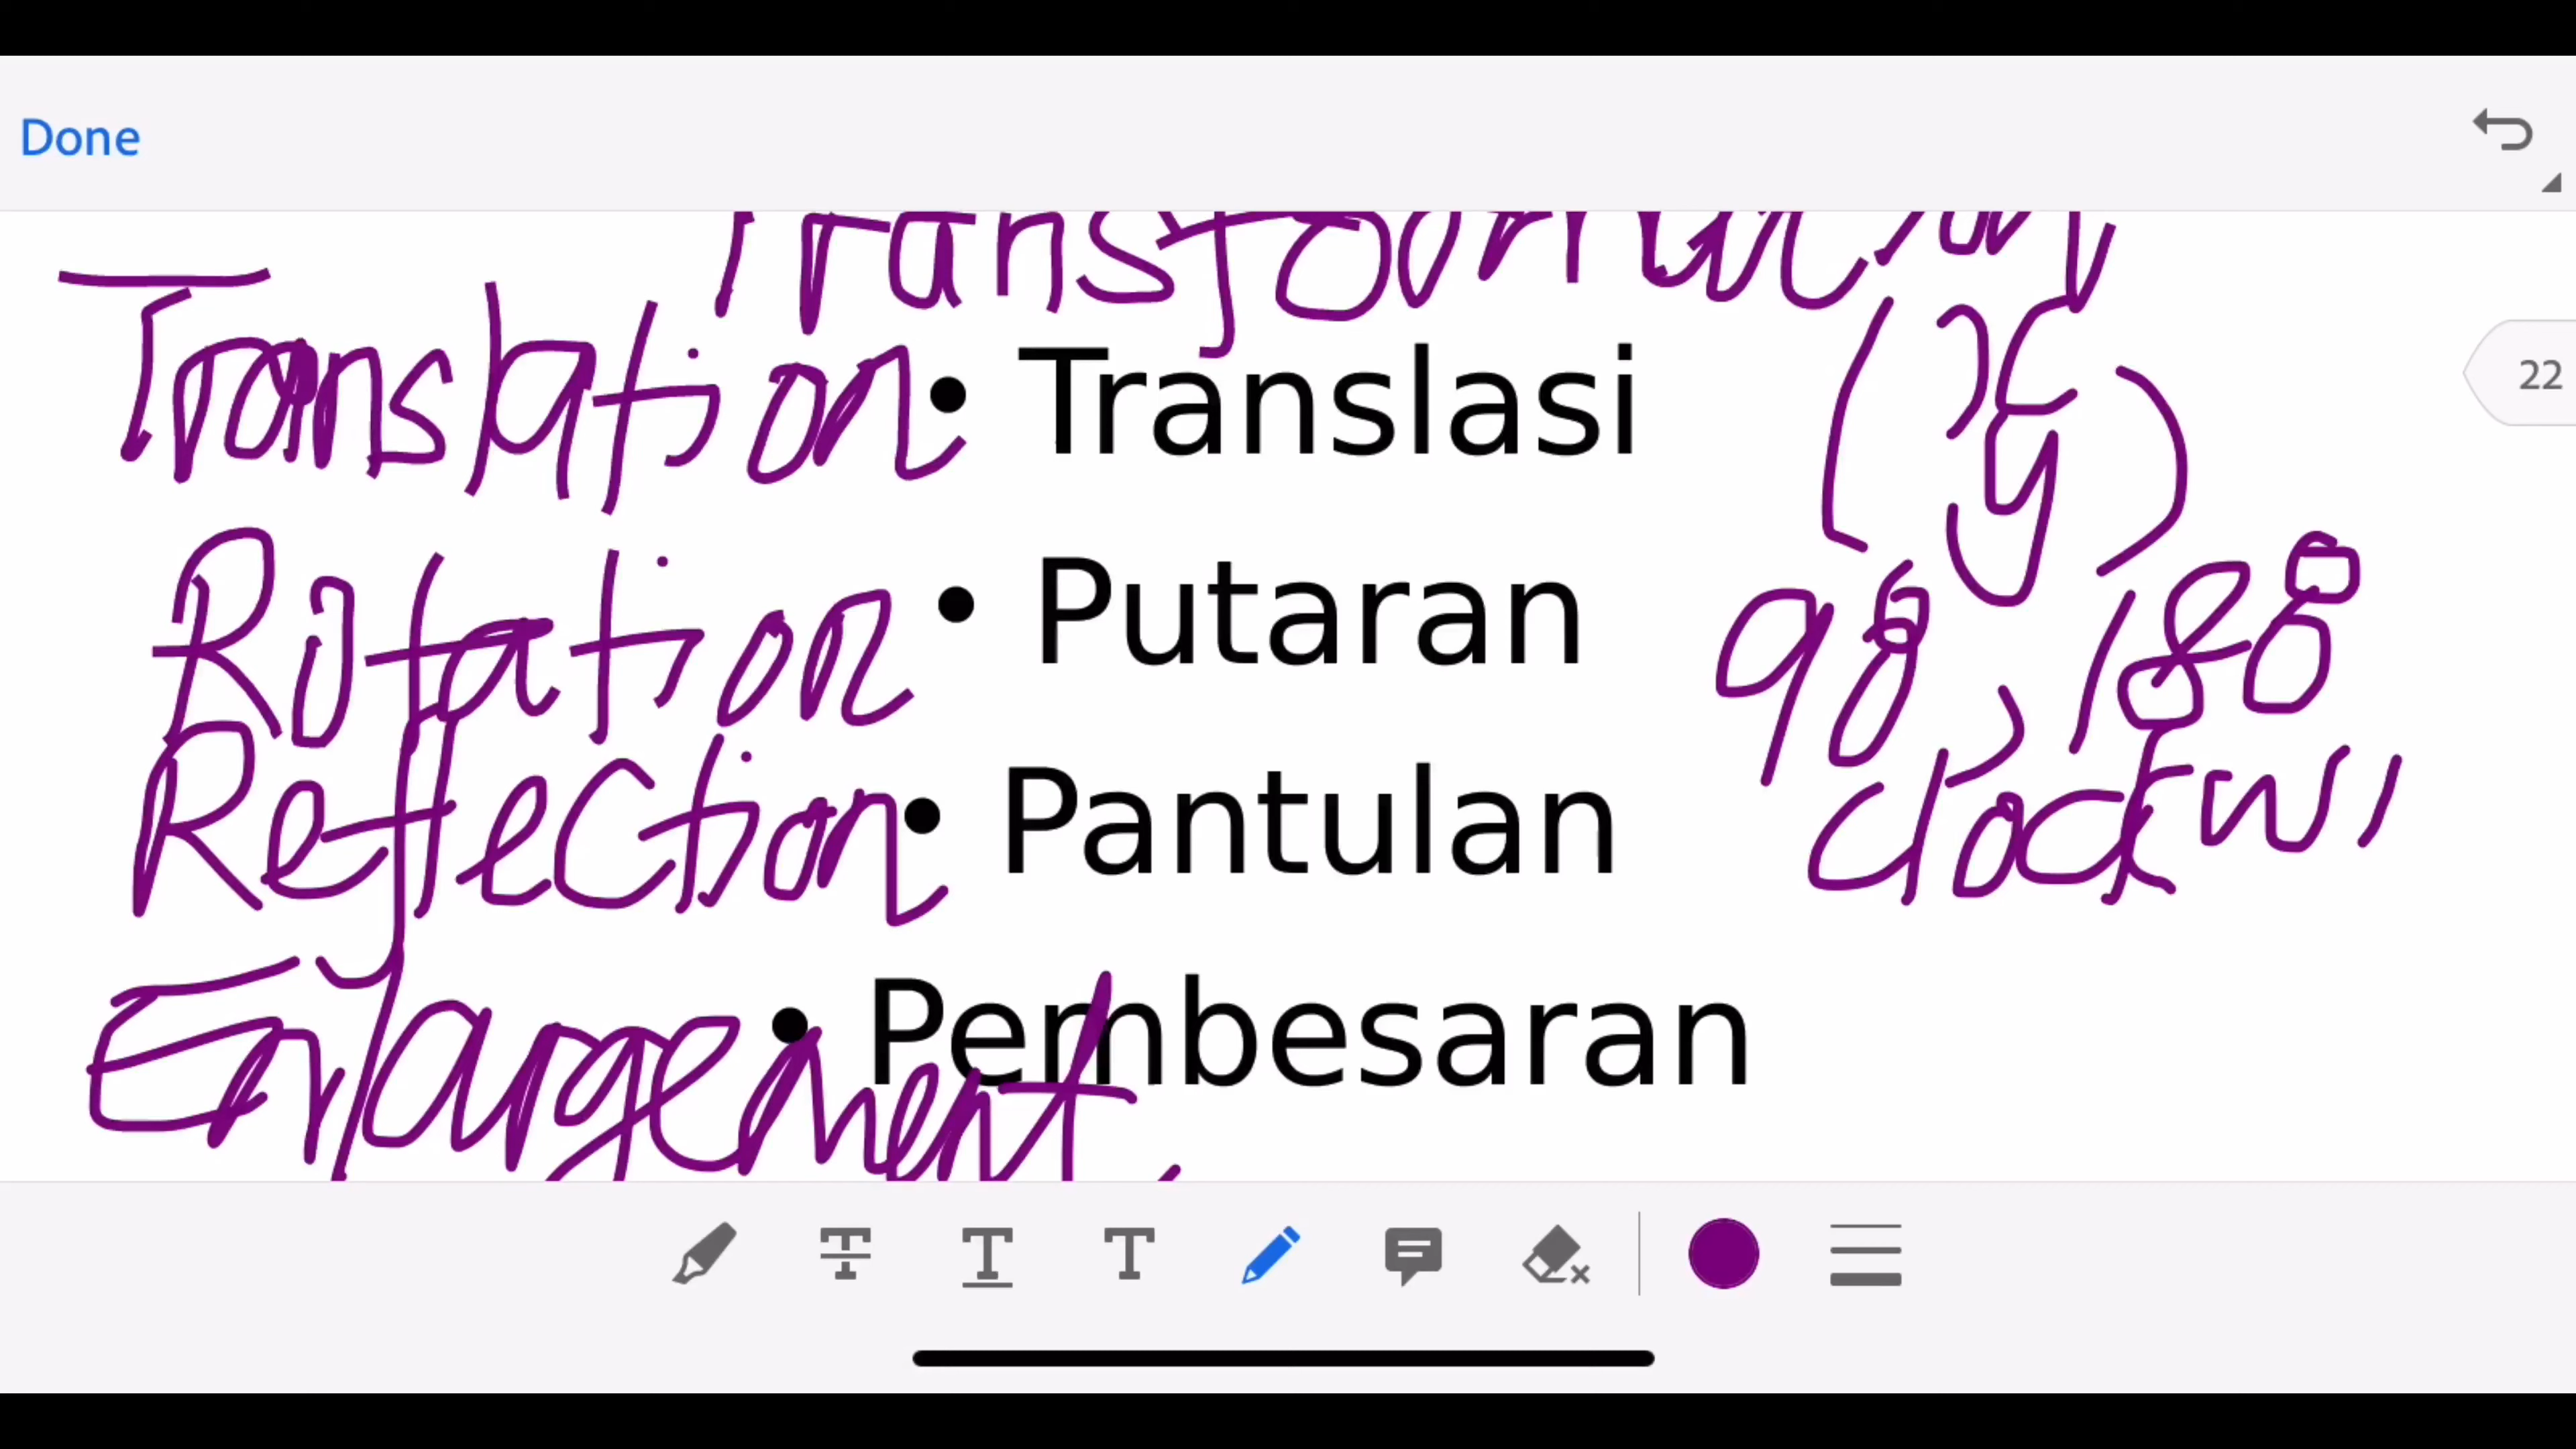 Done
Transformation
Translation • Translasi (x y)
22
Rotation • Putaran 90°, 180°
Reflection • Pantulan clockwi
Enlargement • Pembesaran